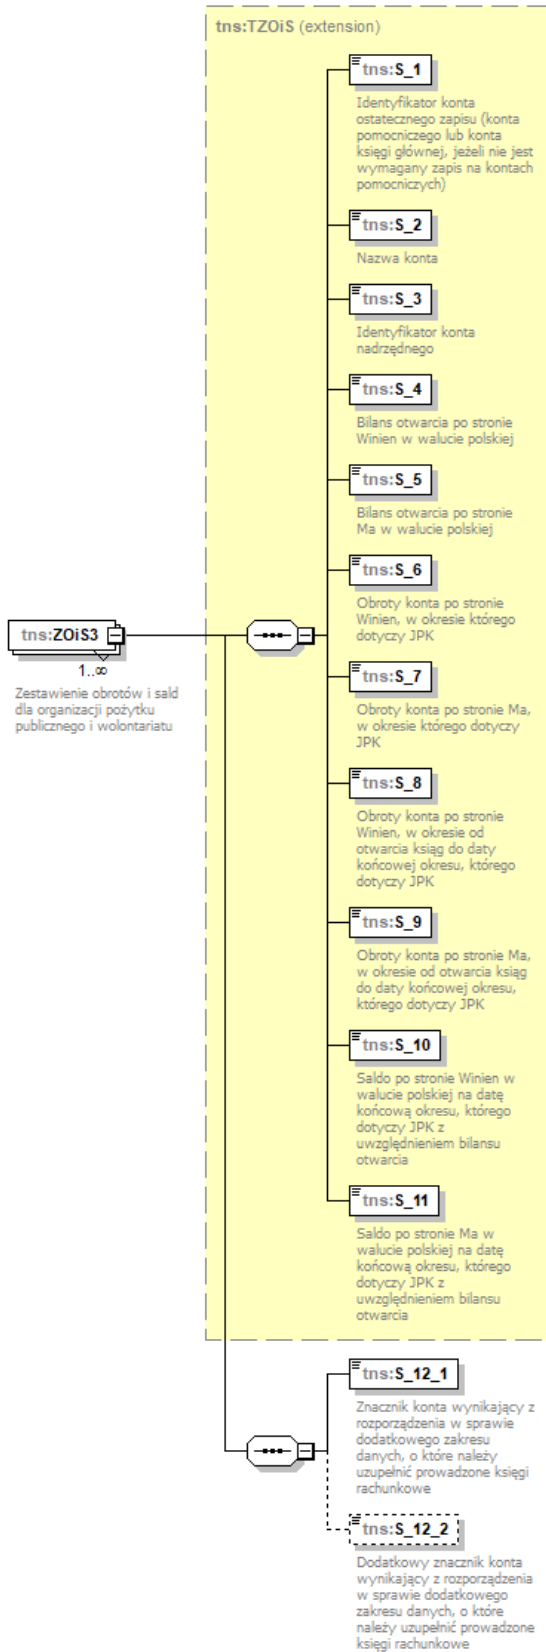 tns:TZOiS (extension)
tns:S_1
Identyfikator konta
ostatecznego zapisu (konta
pomocniczego lub konta
księgi głównej, jeżeli nie jest
wymagany zapis na kontach
pomocniczych)
tns:S_2
Nazwa konta
tns:S_3
Identyfikator konta
nadrzędnego
tns:S_4
Bilans otwarcia po stronie
Winien w walucie polskiej
tns:S_5
Bilans otwarcia po stronie
Ma w walucie polskiej
tns:S_6
Obroty konta po stronie
Winien, w okresie którego
dotyczy JPK
tns:ZOiS3
1..∞
Zestawienie obrotów i sald
dla organizacji pożytku
publicznego i wolontariatu
tns:S_7
Obroty konta po stronie Ma,
w okresie którego dotyczy
JPK
tns:S_8
Obroty konta po stronie
Winien, w okresie od
otwarcia ksiąg do daty
końcowej okresu, którego
dotyczy JPK
tns:S_9
Obroty konta po stronie Ma,
w okresie od otwarcia ksiąg
do daty końcowej okresu,
którego dotyczy JPK
tns:S_10
Saldo po stronie Winien w
walucie polskiej na datę
końcową okresu, którego
dotyczy JPK z
uwzględnieniem bilansu
otwarcia
tns:S_11
Saldo po stronie Ma w
walucie polskiej na datę
końcową okresu, którego
dotyczy JPK z
uwzględnieniem bilansu
otwarcia
tns:S_12_1
Znacznik konta wynikający z
rozporządzenia w sprawie
dodatkowego zakresu
danych, o które należy
uzupełnić prowadzone księgi
rachunkowe
tns:S_12_2
Dodatkowy znacznik konta
wynikający z rozporządzenia
w sprawie dodatkowego
zakresu danych, o które
należy uzupełnić prowadzone
księgi rachunkowe